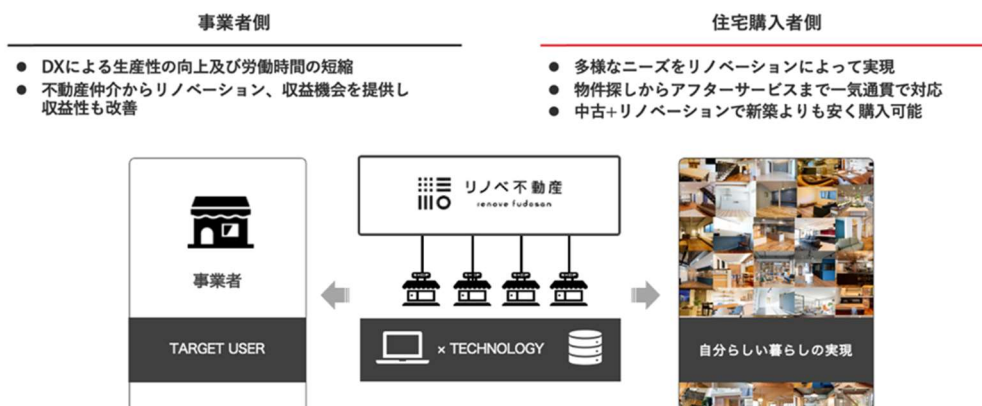 事業者側
● DXによる生産性の向上及び労働時間の短縮
● 不動産仲介からリノベーション、収益機会を提供し
収益性も改善
住宅購入者側
● 多様なニーズをリノベーションによって実現
● 物件探しからアフターサービスまで一気通貫で対応
● 中古+リノベーションで新築よりも安く購入可能
事業者
TARGET USER
リノベ不動産
renove fudosan
× TECHNOLOGY
自分らしい暮らしの実現